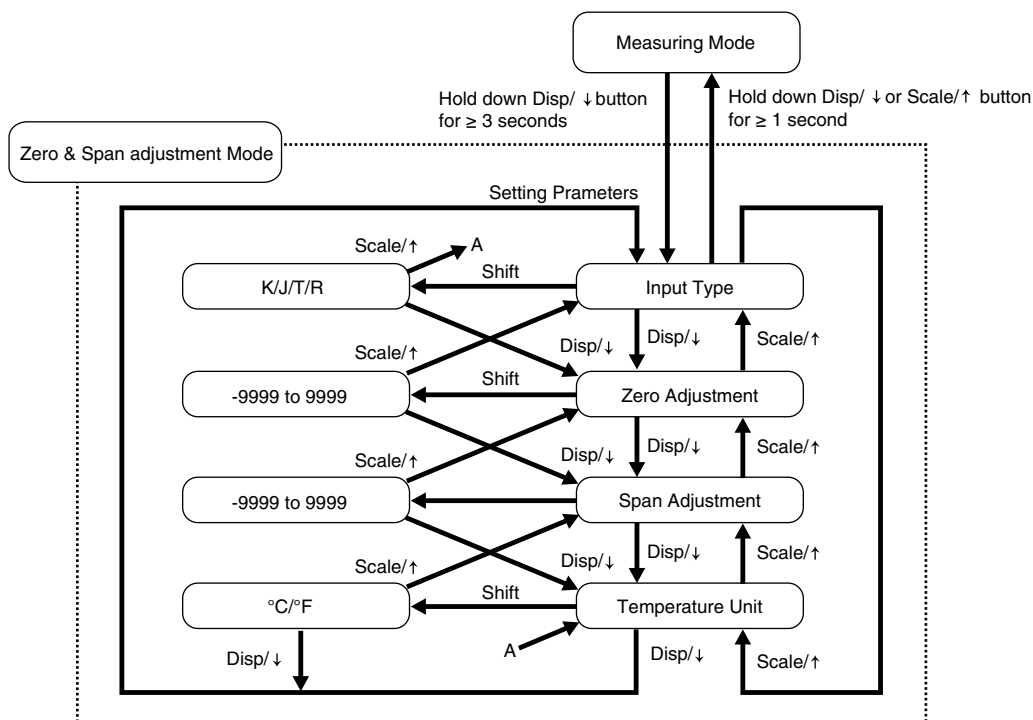 Measuring Mode
Hold down Disp/ ↓ button
for ≥ 3 seconds
Hold down Disp/ ↓ or Scale/↑ button
for ≥ 1 second
Zero & Span adjustment Mode
Setting Prameters
Scale/↑
A
K/J/T/R
Shift
Input Type
Disp/↓
Disp/↓
Scale/↑
Scale/↑
-9999 to 9999
Shift
Zero Adjustment
Disp/↓
Disp/↓
Scale/↑
Scale/↑
-9999 to 9999
Span Adjustment
Disp/↓
Disp/↓
Scale/↑
Scale/↑
°C/°F
Shift
Temperature Unit
Disp/↓
A
Disp/↓
Scale/↑